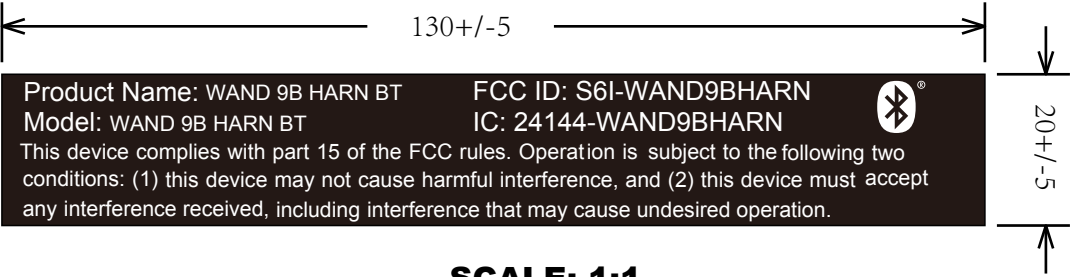 130+/-5
Product Name: WAND 9B HARN BT FCC ID: S6I-WAND9BHARN
Model: WAND 9B HARN BT IC: 24144-WAND9BHARN
®
This device complies with part 15 of the FCC rules. Operation is subject to the following two
conditions: (1) this device may not cause harmful interference, and (2) this device must accept
any interference received, including interference that may cause undesired operation.
20+/-5
SCALE: 1:1